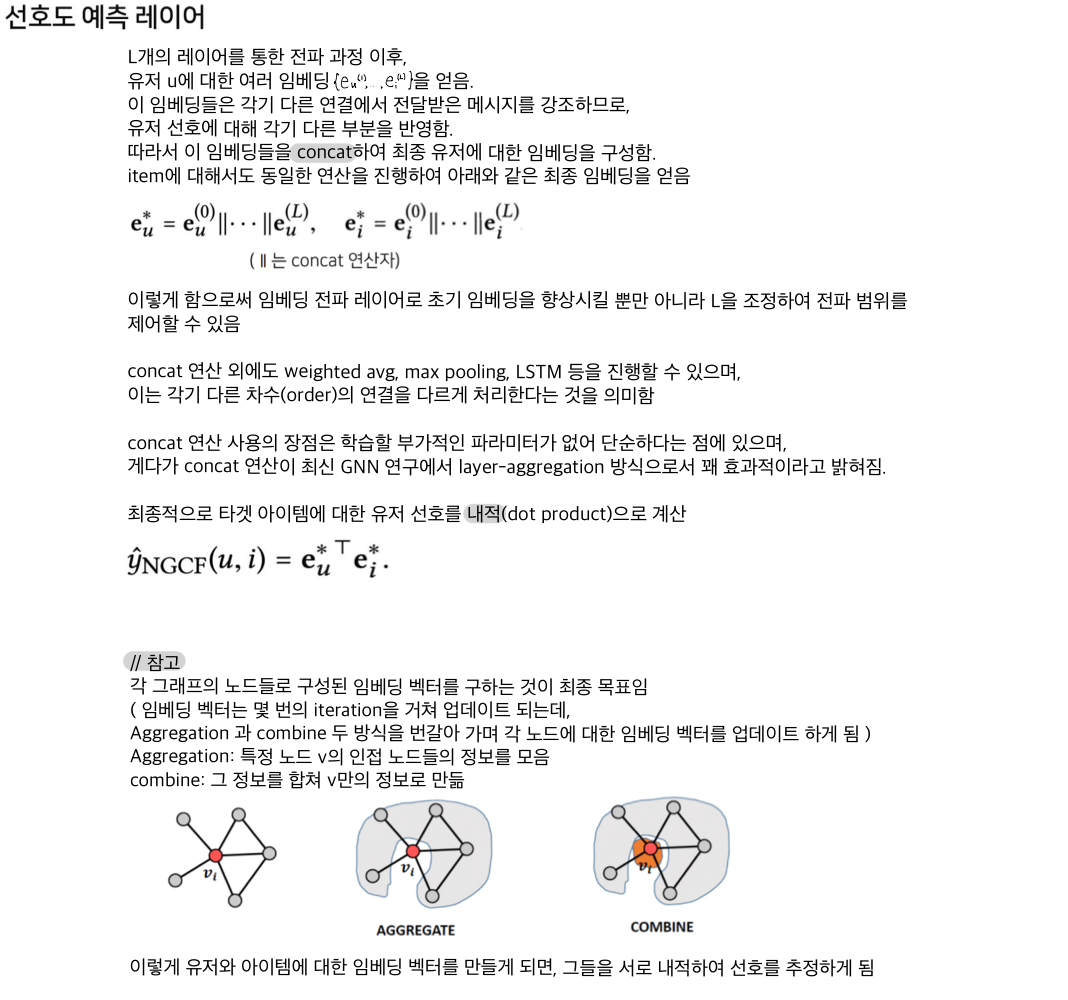 선호도 예측 레이어
L개의 레이어를 통한 전파 과정 이후,
유저 u에 대한 여러 임베딩 {e_u^(1), ..., e_i^(L)}을 얻음.
이 임베딩들은 각기 다른 연결에서 전달받은 메시지를 강조하므로,
유저 선호에 대해 각기 다른 부분을 반영함.
따라서 이 임베딩들을 concat하여 최종 유저에 대한 임베딩을 구성함.
item에 대해서도 동일한 연산을 진행하여 아래와 같은 최종 임베딩을 얻음
e_u^* = e_u^(0)∥···∥e_u^(L), e_i^* = e_i^(0)∥···∥e_i^(L)
( ∥ 는 concat 연산자)
이렇게 함으로써 임베딩 전파 레이어로 초기 임베딩을 향상시킬 뿐만 아니라 L을 조정하여 전파 범위를
제어할 수 있음
concat 연산 외에도 weighted avg, max pooling, LSTM 등을 진행할 수 있으며,
이는 각기 다른 차수(order)의 연결을 다르게 처리한다는 것을 의미함
concat 연산 사용의 장점은 학습할 부가적인 파라미터가 없어 단순하다는 점에 있으며,
게다가 concat 연산이 최신 GNN 연구에서 layer-aggregation 방식으로서 꽤 효과적이라고 밝혀짐.
최종적으로 타겟 아이템에 대한 유저 선호를 내적(dot product)으로 계산
ŷ_NGCF(u, i) = e_u^*⊤ e_i^*.
// 참고
각 그래프의 노드들로 구성된 임베딩 벡터를 구하는 것이 최종 목표임
( 임베딩 벡터는 몇 번의 iteration을 거쳐 업데이트 되는데,
Aggregation 과 combine 두 방식을 번갈아 가며 각 노드에 대한 임베딩 벡터를 업데이트 하게 됨 )
Aggregation: 특정 노드 v의 인접 노드들의 정보를 모음
combine: 그 정보를 합쳐 v만의 정보로 만듦
v_i v_i v_i
AGGREGATE COMBINE
이렇게 유저와 아이템에 대한 임베딩 벡터를 만들게 되면, 그들을 서로 내적하여 선호를 추정하게 됨